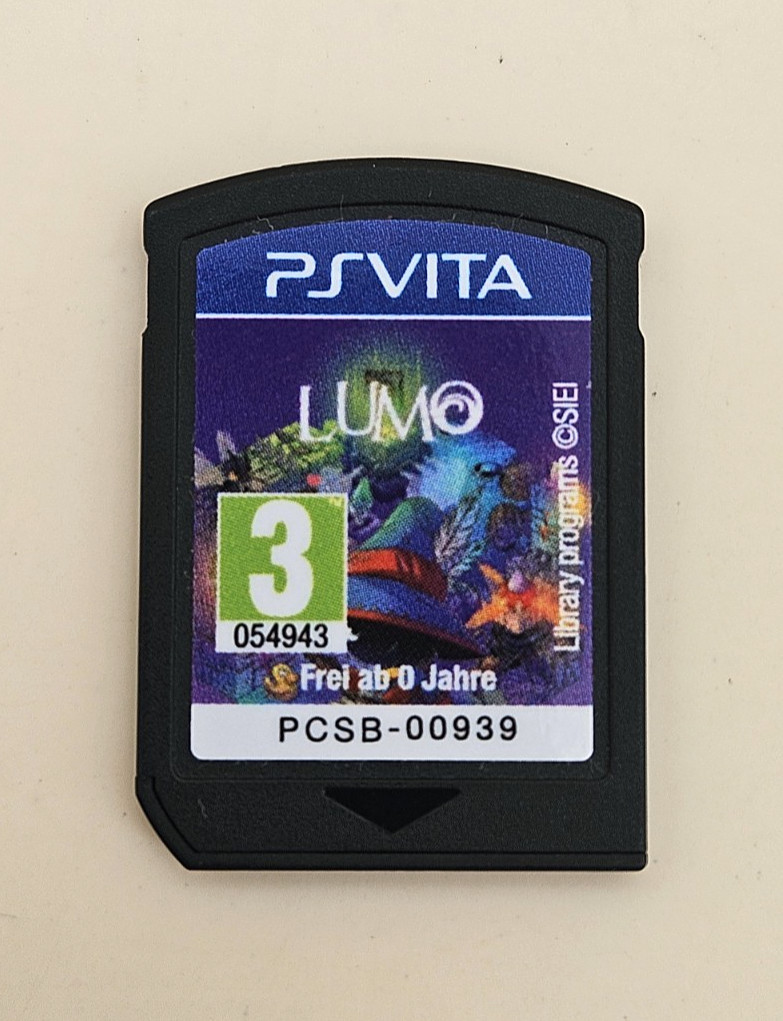 PSVITA
LUMO
Library programs ©SIEI
3
054943
Frei ab 0 Jahre
PCSB-00939